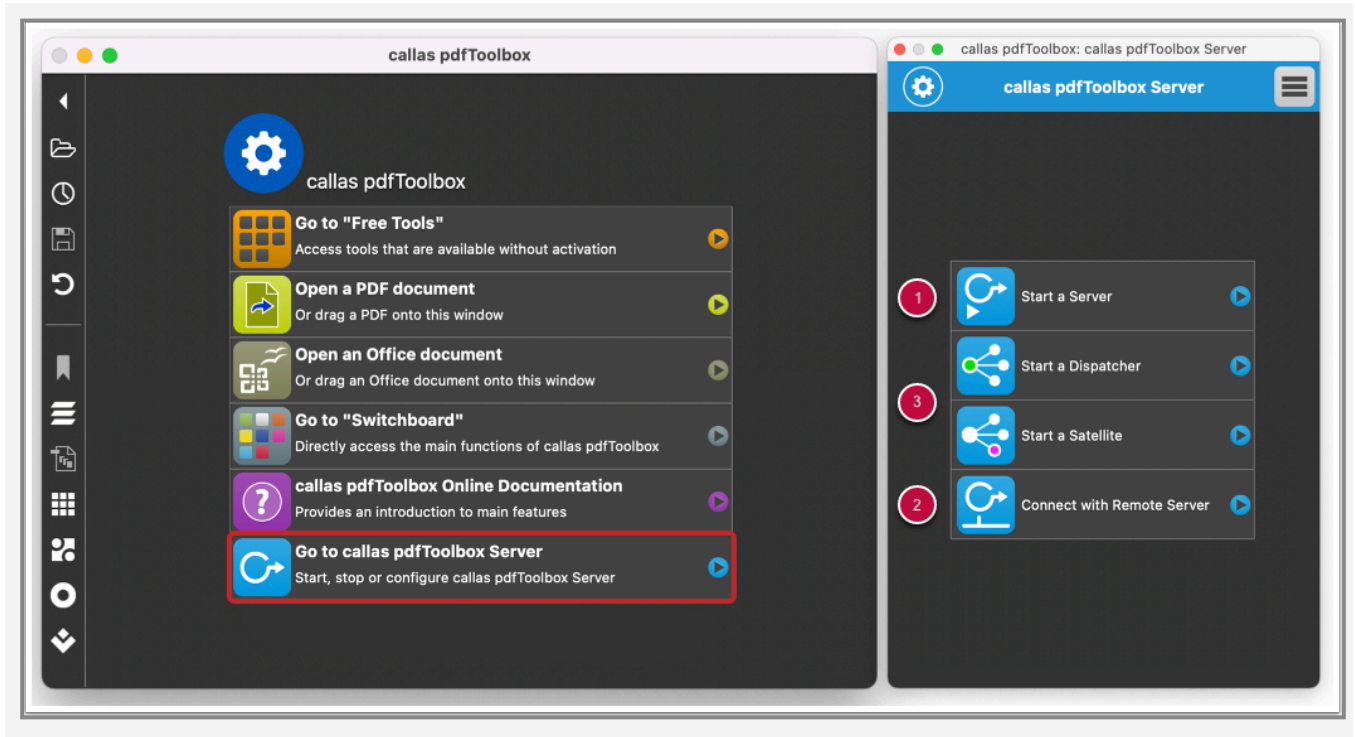 callas pdfToolbox
callas pdfToolbox
Go to "Free Tools"
Access tools that are available without activation
Open a PDF document
Or drag a PDF onto this window
Open an Office document
Or drag an Office document onto this window
Go to "Switchboard"
Directly access the main functions of callas pdfToolbox
?
callas pdfToolbox Online Documentation
Provides an introduction to main features
Go to callas pdfToolbox Server
Start, stop or configure callas pdfToolbox Server
callas pdfToolbox: callas pdfToolbox Server
callas pdfToolbox Server
1 Start a Server
Start a Dispatcher
3
Start a Satellite
2 Connect with Remote Server